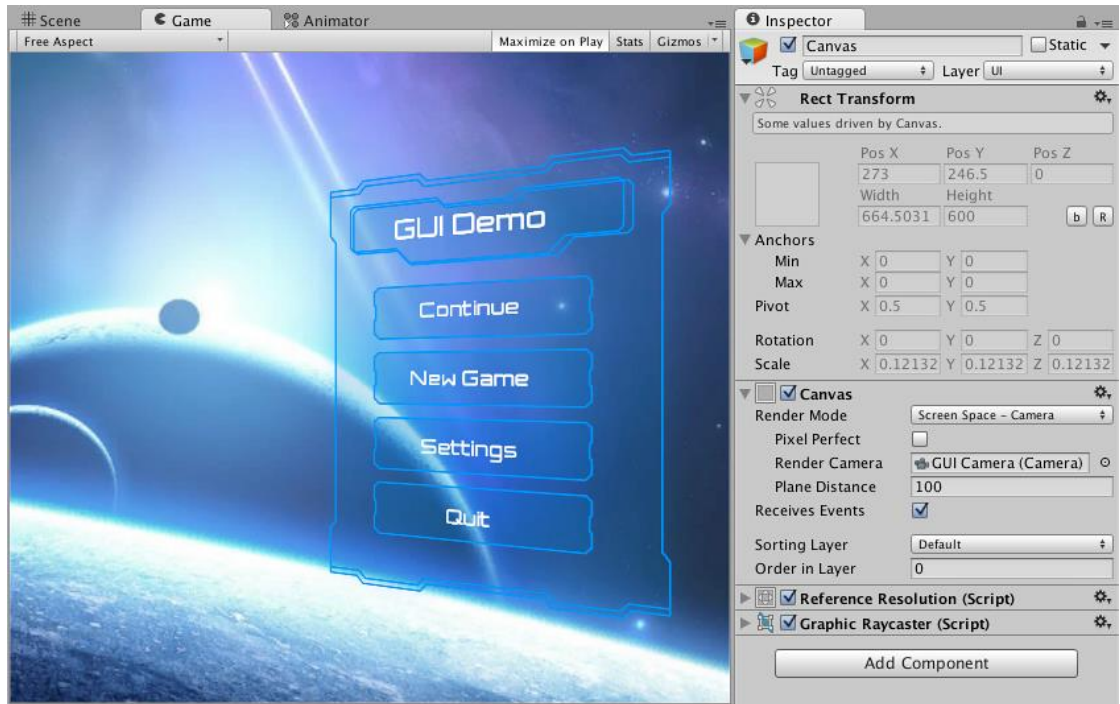 Scene Game Animator
Free Aspect Maximize on Play Stats Gizmos
GUI Demo
Continue
New Game
Settings
Quit
Inspector
Canvas Static
Tag Untagged Layer UI
Rect Transform
Some values driven by Canvas.
Pos X Pos Y Pos Z
273 246.5 0
Width Height
664.5031 600 b R
Anchors
Min X 0 Y 0
Max X 0 Y 0
Pivot X 0.5 Y 0.5
Rotation X 0 Y 0 Z 0
Scale X 0.12132 Y 0.12132 Z 0.12132
Canvas
Render Mode Screen Space - Camera
Pixel Perfect
Render Camera GUI Camera (Camera)
Plane Distance 100
Receives Events
Sorting Layer Default
Order in Layer 0
Reference Resolution (Script)
Graphic Raycaster (Script)
Add Component